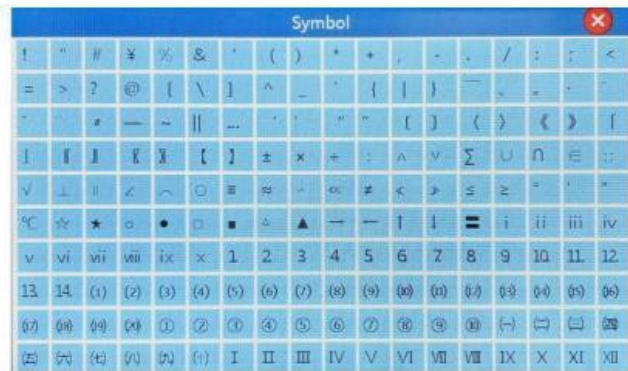 Symbol
! " # ¥ % & ' ( ) * + , - . / : ; <
= > ? @ [ \ ] ^ _ ` { | } ¯
〃 — ~ ‖ … ' ' " " 〔 〕 〈 〉 《 》 「
」 『 』 〖 〗 【 】 ± × ÷ ∶ ∧ ∨ ∑ ∪ ∩ ∈ ∷
√ ⊥ ∥ ∠ ⌒ ⊙ ≡ ≈ ∽ ∝ ≠ ≮ ≯ ≤ ≥ ° ′ ″
℃ ☆ ★ ○ ● □ ■ △ ▲ → ← ↑ ↓ 〓 ⅰ ⅱ ⅲ ⅳ
ⅴ ⅵ ⅶ ⅷ ⅸ ⅹ 1. 2. 3. 4. 5. 6. 7. 8. 9. 10. 11. 12.
13. 14. (1) (2) (3) (4) (5) (6) (7) (8) (9) (10) (11) (12) (13) (14) (15) (16)
(17) (18) (19) (20) ① ② ③ ④ ⑤ ⑥ ⑦ ⑧ ⑨ ⑩ (一) (二) (三) (四)
(五) (六) (七) (八) (九) (十) Ⅰ Ⅱ Ⅲ Ⅳ Ⅴ Ⅵ Ⅶ Ⅷ Ⅸ Ⅹ Ⅺ Ⅻ